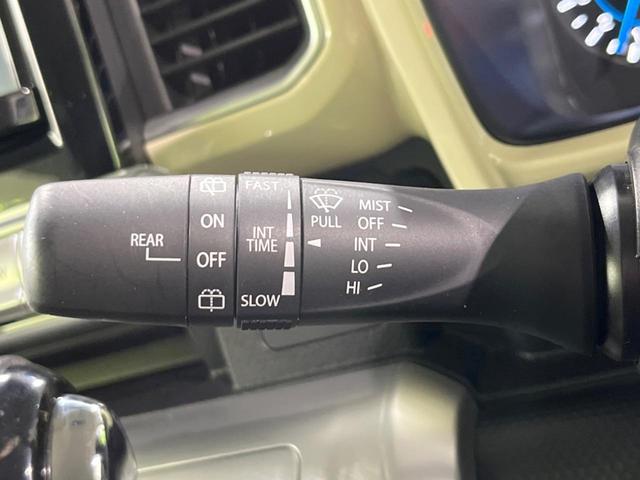 REAR
ON
OFF
FAST
INT
TIME
SLOW
PULL
MIST
OFF
INT
LO
HI